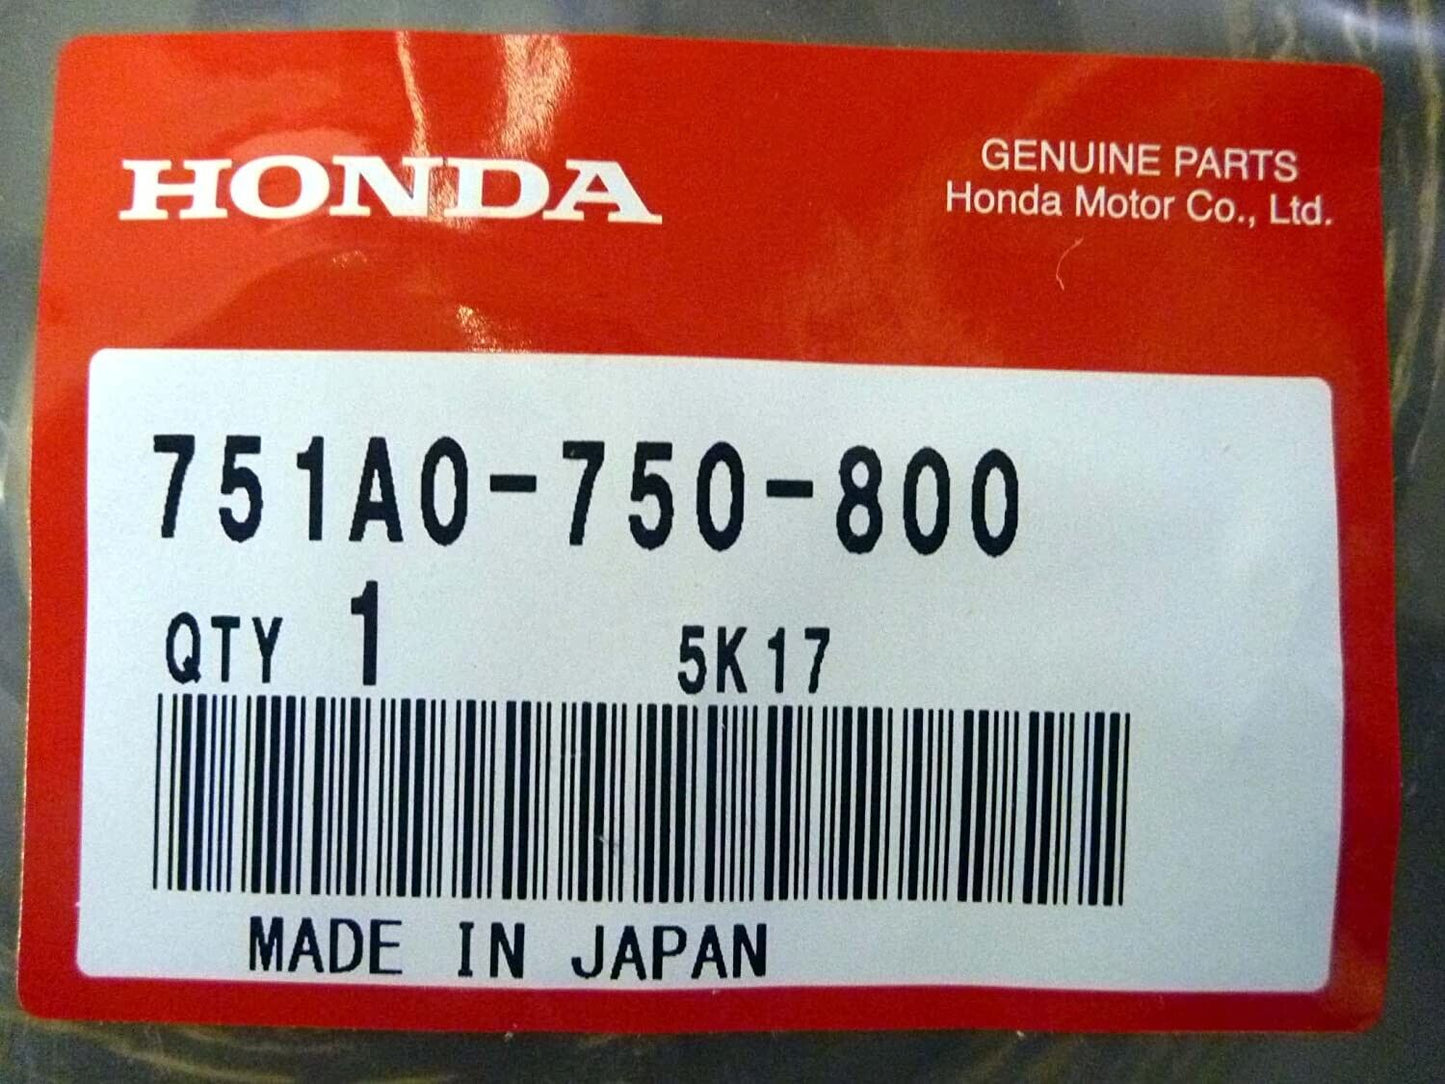 HONDA
GENUINE PARTS
Honda Motor Co., Ltd.
751A0-750-800
QTY 1 5K17
MADE IN JAPAN